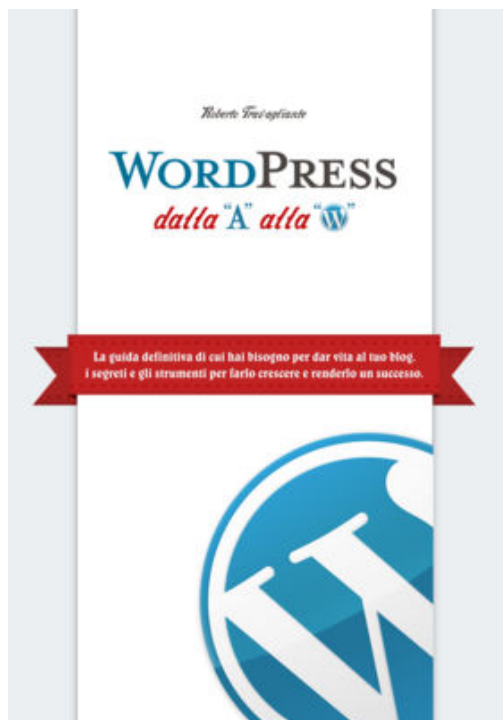 Roberto Travagliante
WORDPRESS
dalla "A" alla "W"
La guida definitiva di cui hai bisogno per dar vita al tuo blog.
i segreti e gli strumenti per farlo crescere e renderlo un successo.